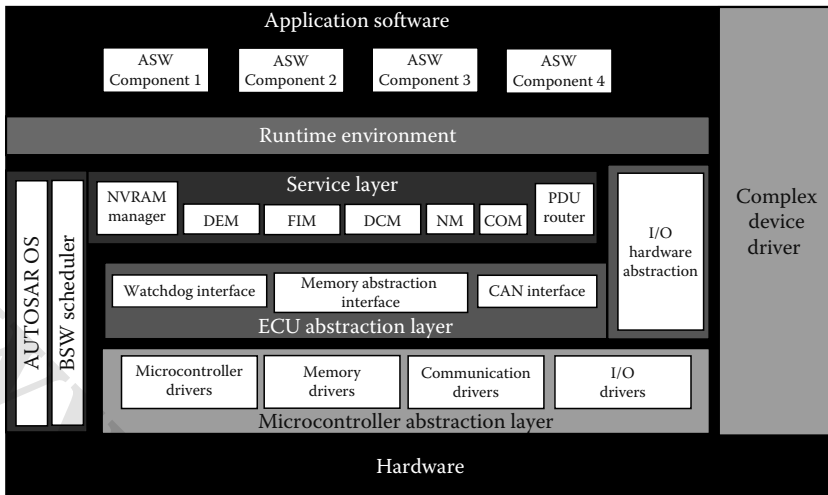 Application software
ASW
Component 1
ASW
Component 2
ASW
Component 3
ASW
Component 4
Runtime environment
AUTOSAR OS
BSW scheduler
Service layer
NVRAM
manager
DEM
FIM
DCM
NM
COM
PDU
router
I/O
hardware
abstraction
Complex
device
driver
Watchdog interface
Memory abstraction
interface
CAN interface
ECU abstraction layer
Microcontroller
drivers
Memory
drivers
Communication
drivers
I/O
drivers
Microcontroller abstraction layer
Hardware